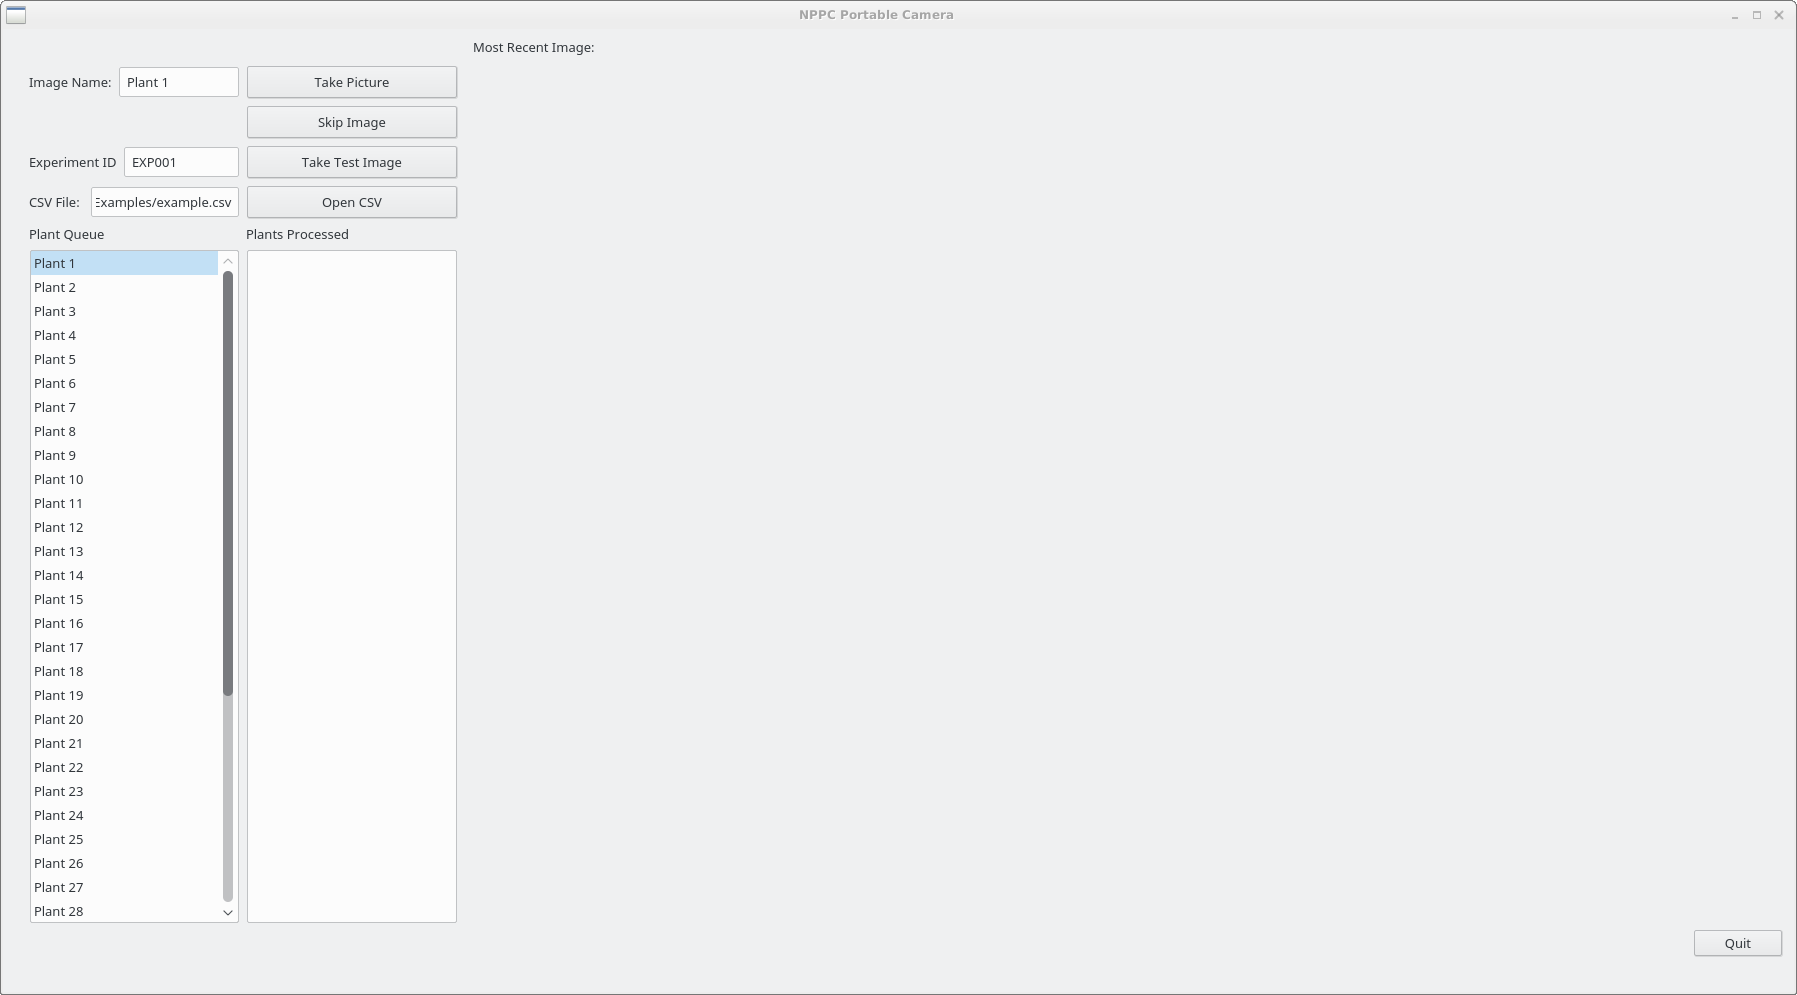 NPPC Portable Camera
Most Recent Image:
Image Name: Plant 1 Take Picture
Skip Image
Experiment ID EXP001 Take Test Image
CSV File: Examples/example.csv Open CSV
Plant Queue Plants Processed
Plant 1
Plant 2
Plant 3
Plant 4
Plant 5
Plant 6
Plant 7
Plant 8
Plant 9
Plant 10
Plant 11
Plant 12
Plant 13
Plant 14
Plant 15
Plant 16
Plant 17
Plant 18
Plant 19
Plant 20
Plant 21
Plant 22
Plant 23
Plant 24
Plant 25
Plant 26
Plant 27
Plant 28
Quit